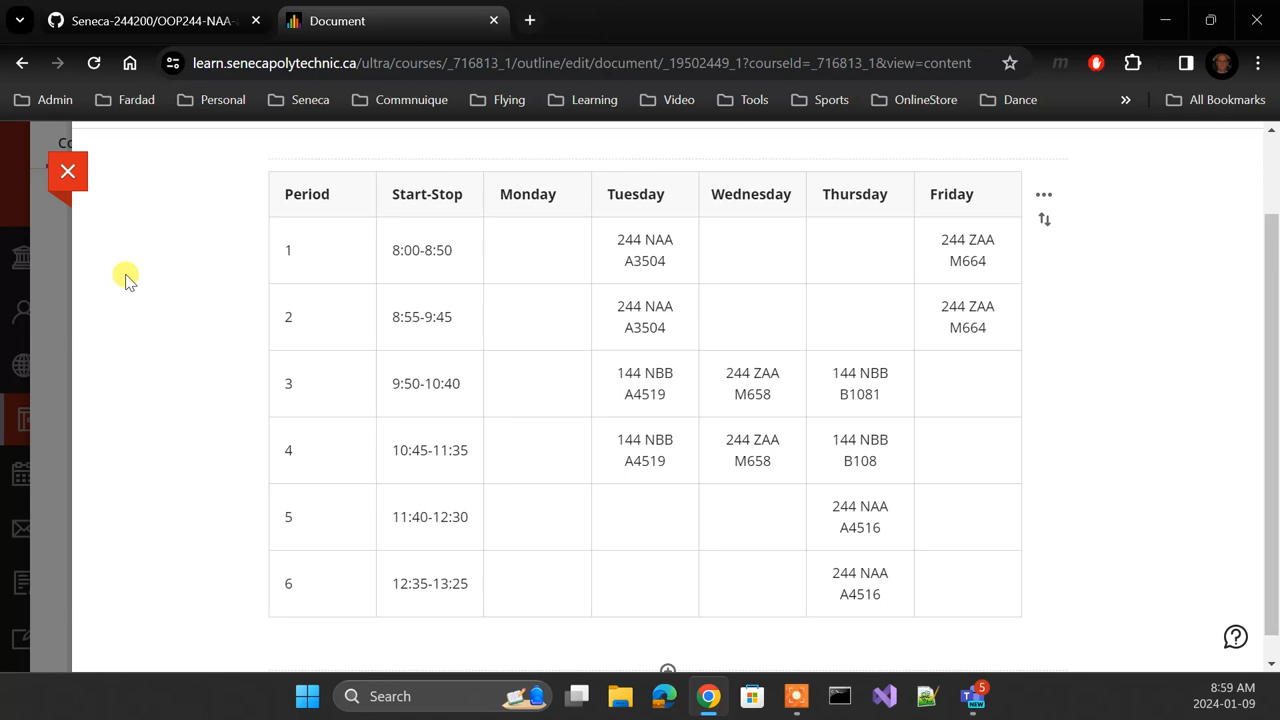 Seneca-244200/OOP244-NAA-
Document
learn.senecapolytechnic.ca/ultra/courses/_716813_1/outline/edit/document/_19502449_1?courseId=_716813_1&view=content
Admin Fardad Personal Seneca Commnuique Flying Learning Video Tools Sports OnlineStore Dance » All Bookmarks
Period Start-Stop Monday Tuesday Wednesday Thursday Friday
1 8:00-8:50 244 NAA 244 ZAA
A3504 M664
2 8:55-9:45 244 NAA 244 ZAA
A3504 M664
3 9:50-10:40 144 NBB 244 ZAA 144 NBB
A4519 M658 B1081
4 10:45-11:35 144 NBB 244 ZAA 144 NBB
A4519 M658 B108
5 11:40-12:30 244 NAA
A4516
6 12:35-13:25 244 NAA
A4516
Search
5
NEW
8:59 AM
2024-01-09